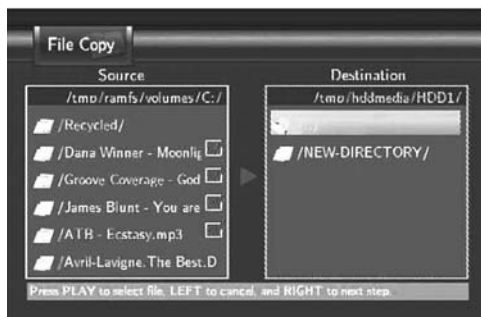 File Copy
Source
/tmp/ramfs/volumes/C:/
/Recycled/
/Dana Winner - Moonlig
/Groove Coverage - God
/James Blunt - You are
/ATB - Ecstasy.mp3
/Avril-Lavigne.The Best.D
Destination
/tmp/hddmedia/HDD1/
/NEW-DIRECTORY/
Press PLAY to select file, LEFT to cancel, and RIGHT to next step.